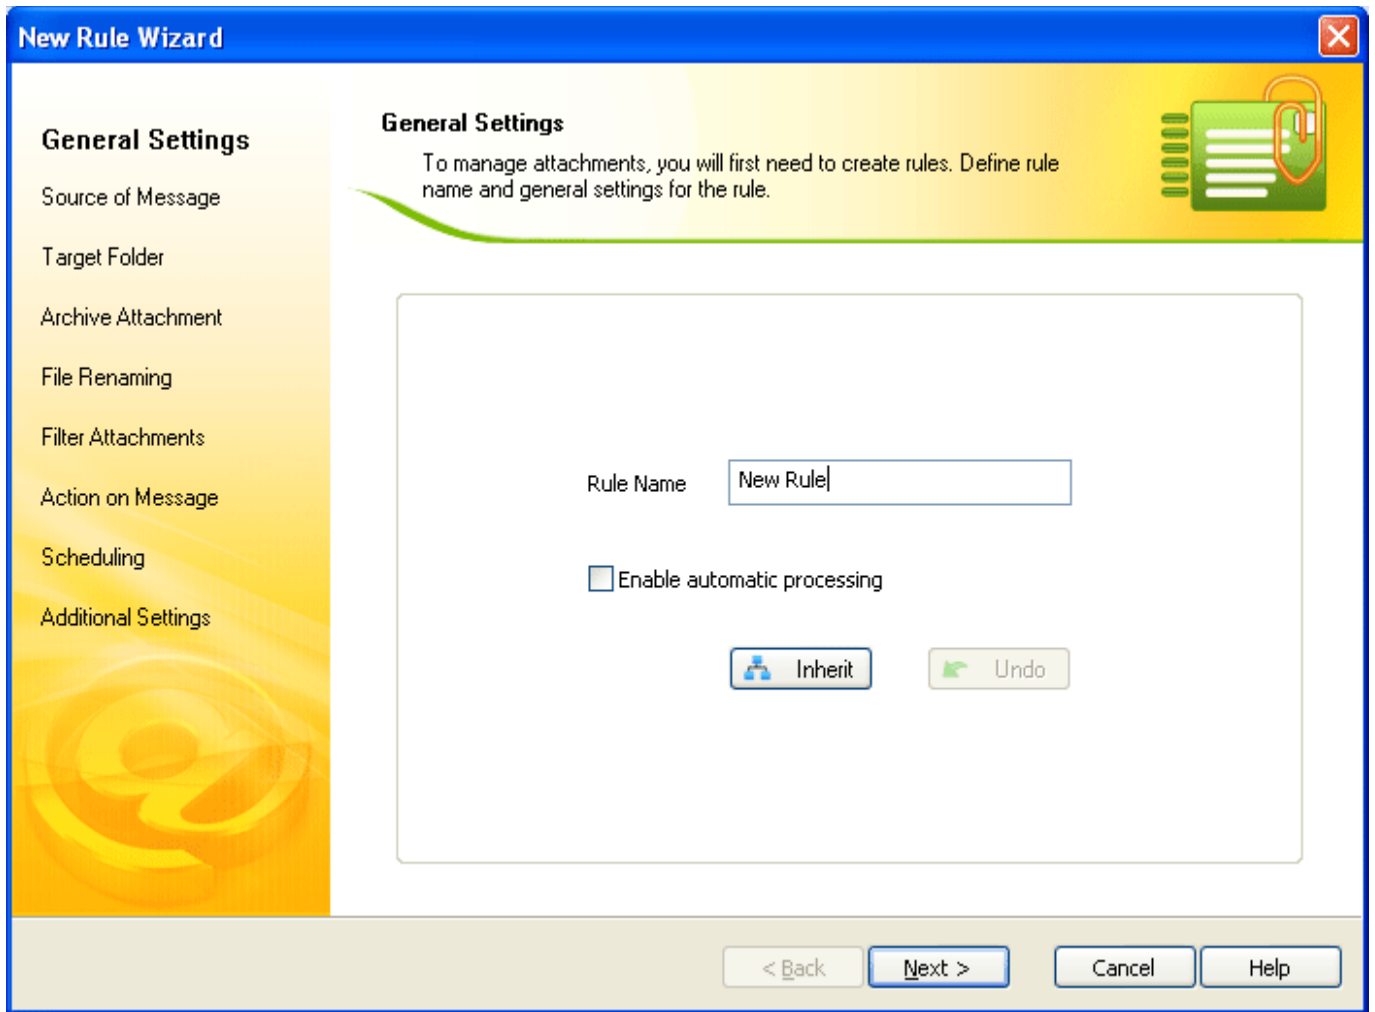 New Rule Wizard
General Settings
Source of Message
Target Folder
Archive Attachment
File Renaming
Filter Attachments
Action on Message
Scheduling
Additional Settings
General Settings
To manage attachments, you will first need to create rules. Define rule
name and general settings for the rule.
Rule Name
New Rule
Enable automatic processing
Inherit
Undo
< Back
Next >
Cancel
Help